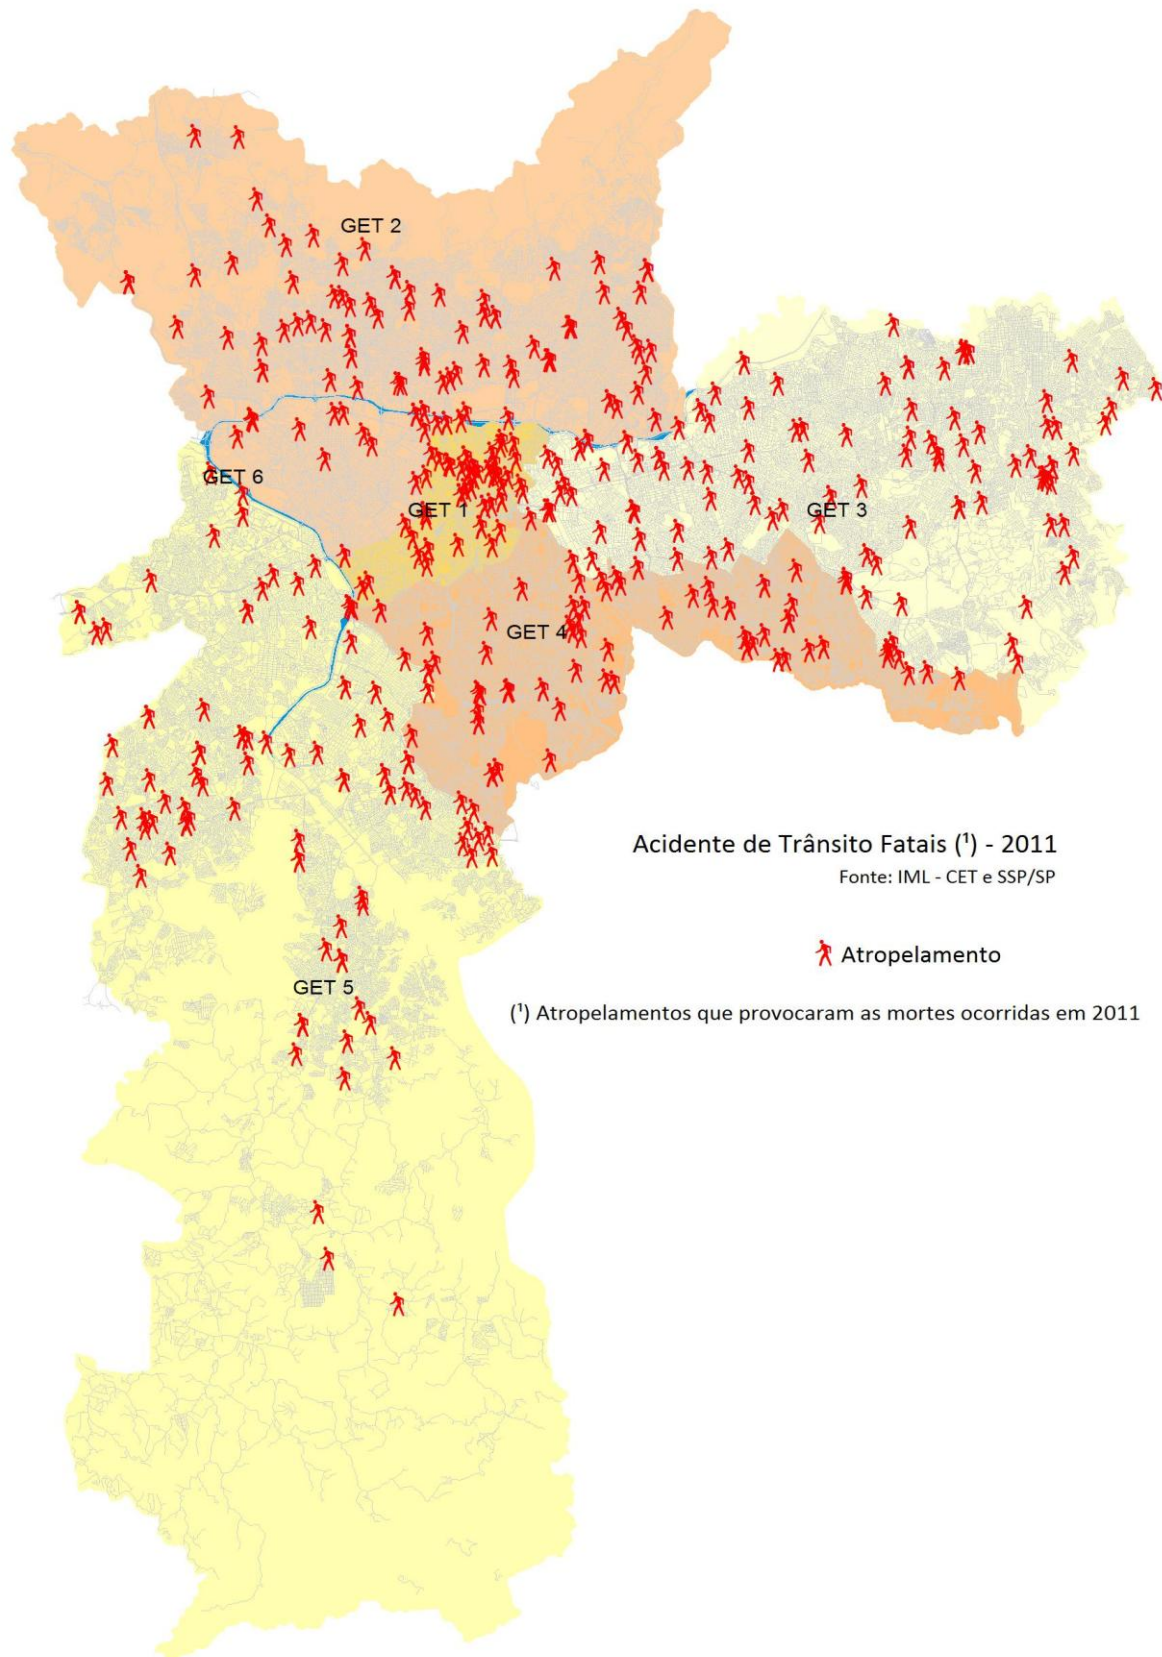 GET 2
GET 6
GET 1
GET 3
GET 4
Acidente de Trânsito Fatais (¹) - 2011
Fonte: IML - CET e SSP/SP
Atropelamento
GET 5
(¹) Atropelamentos que provocaram as mortes ocorridas em 2011